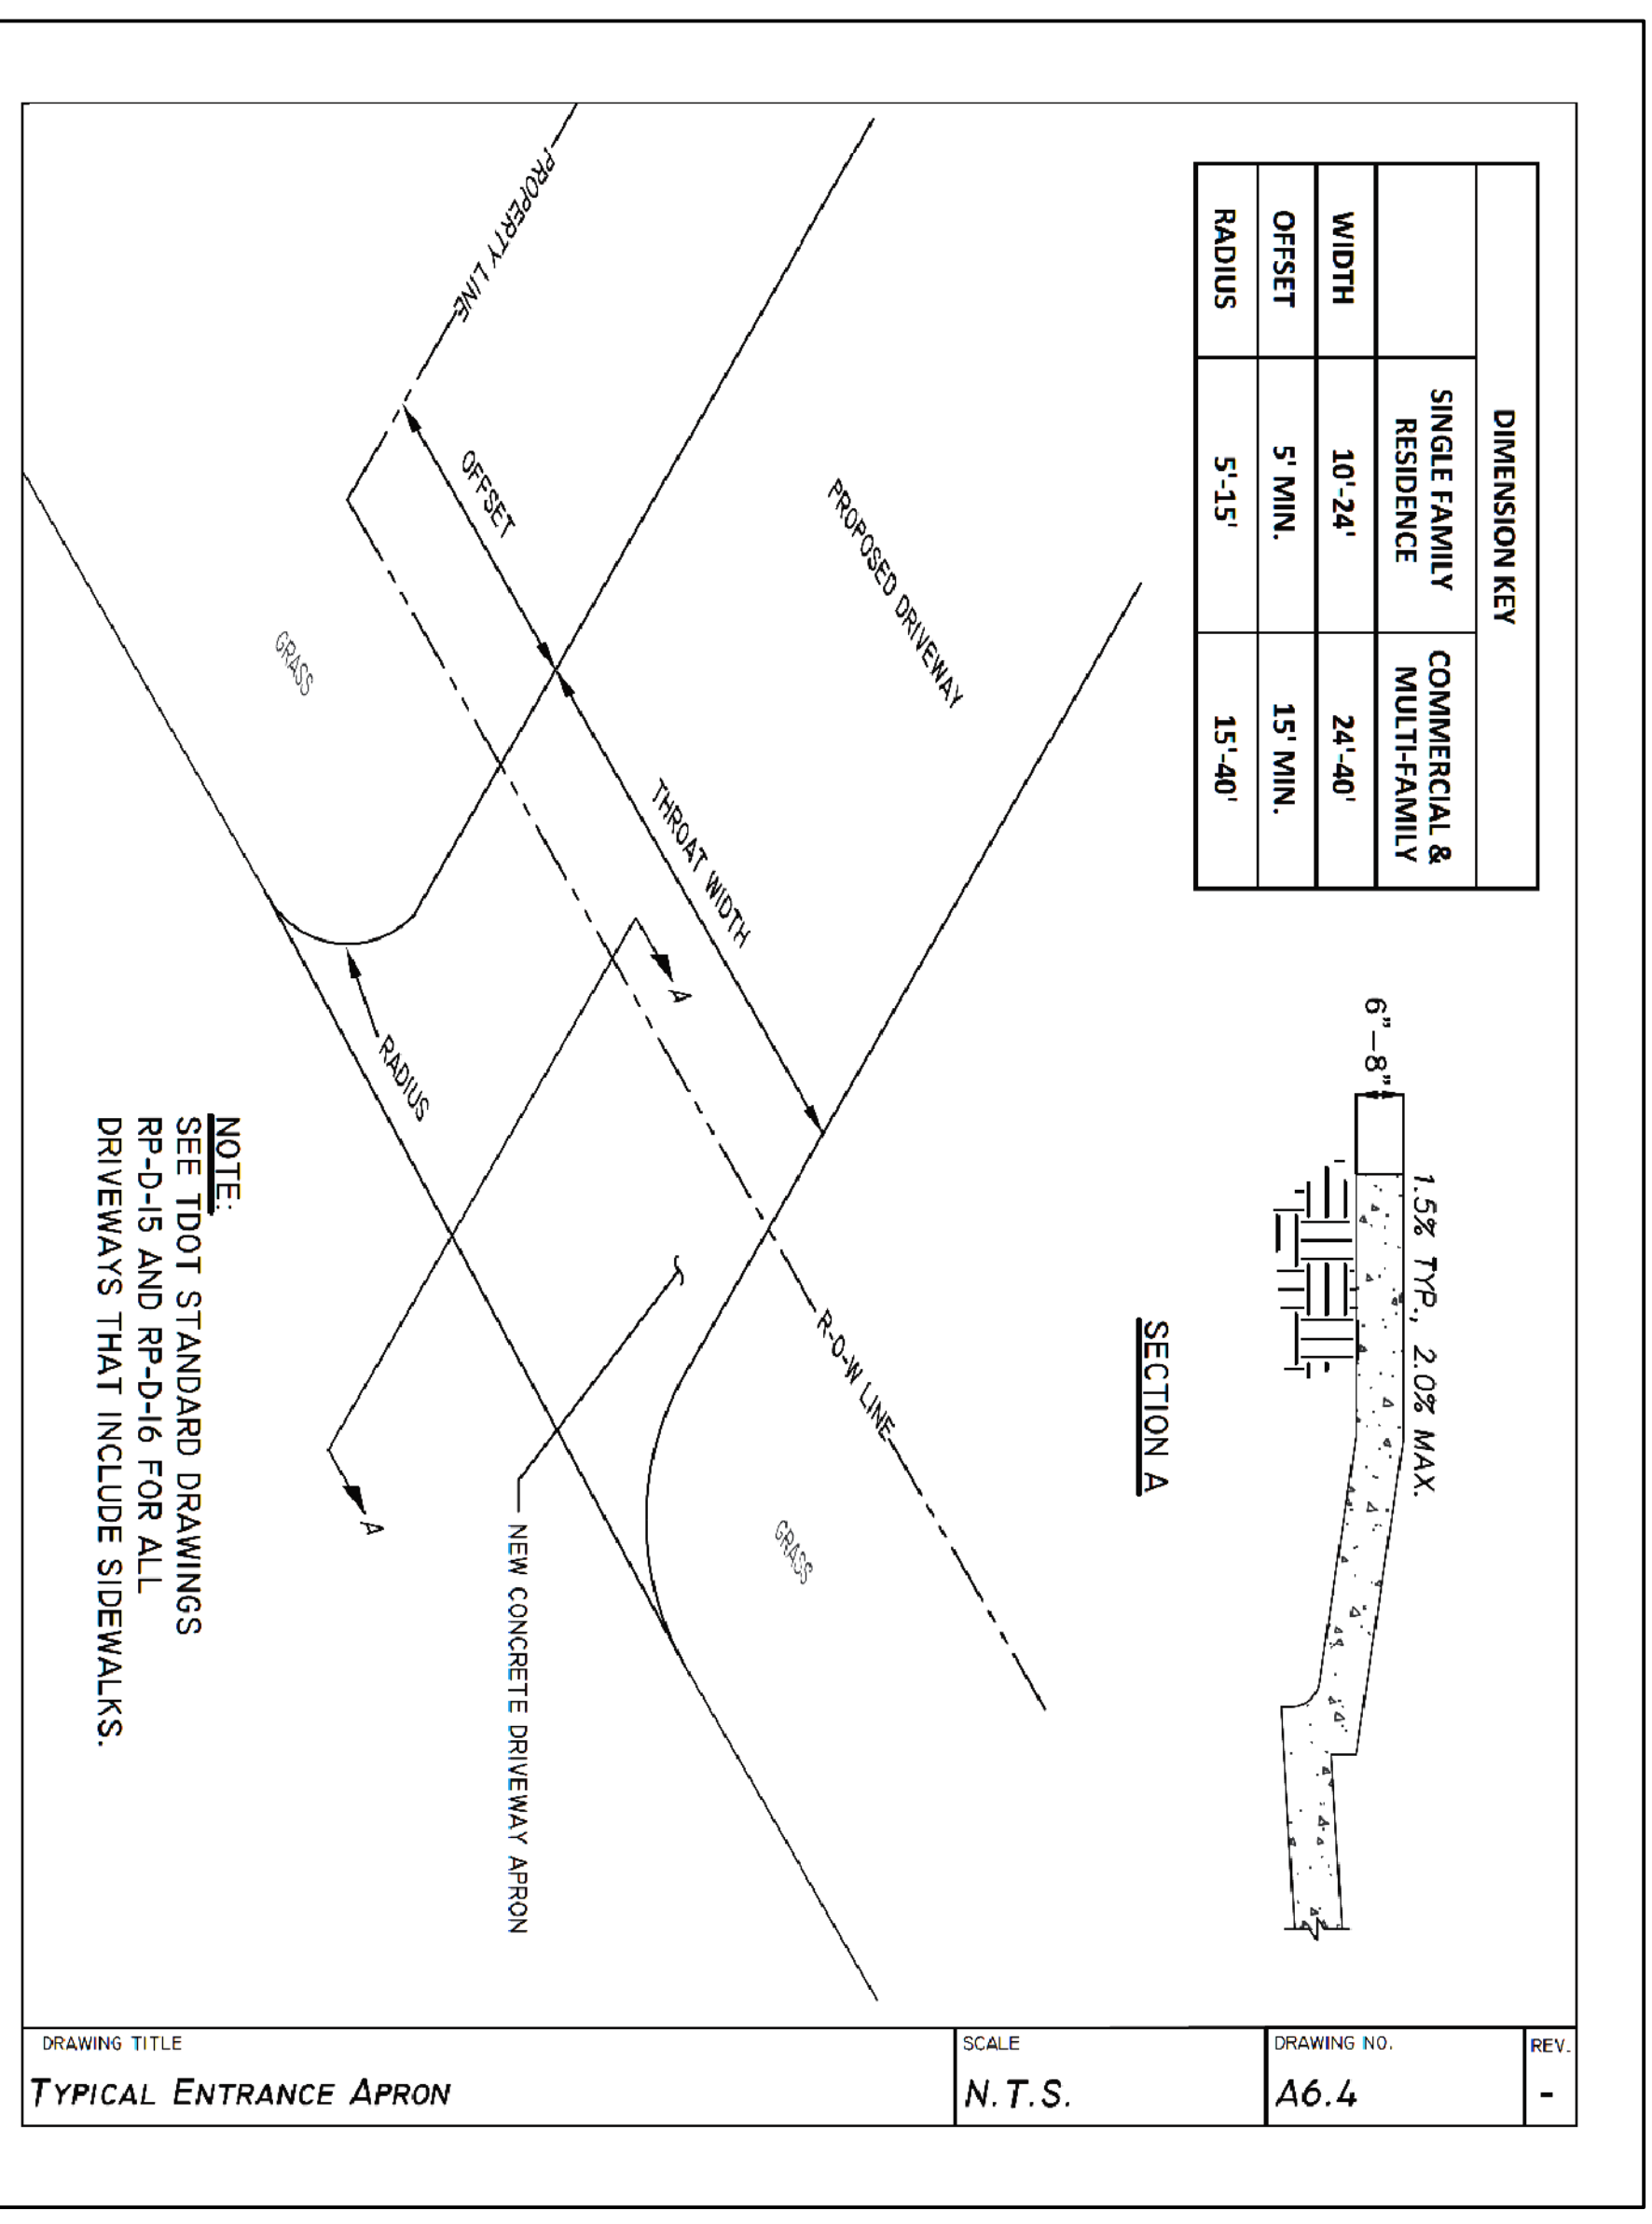 DIMENSION KEY
SINGLE FAMILY
RESIDENCE
COMMERCIAL &
MULTI-FAMILY
WIDTH
10'-24'
24'-40'
OFFSET
5' MIN.
15' MIN.
RADIUS
5'-15'
15'-40'
6"-8"
1.5% TYP., 2.0% MAX.
SECTION A
PROPERTY LINE
OFFSET
PROPOSED DRIVEWAY
THROAT WIDTH
GRASS
A
RADIUS
R-O-W LINE
GRASS
A
NEW CONCRETE DRIVEWAY APRON
NOTE:
SEE TDOT STANDARD DRAWINGS
RP-D-15 AND RP-D-16 FOR ALL
DRIVEWAYS THAT INCLUDE SIDEWALKS.
DRAWING TITLE
TYPICAL ENTRANCE APRON
SCALE
N.T.S.
DRAWING NO.
A6.4
REV.
-